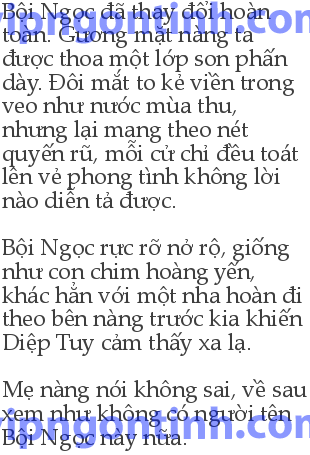 Bội Ngọc đã thay đổi hoàn
toàn. Gương mặt nàng ta
được thoa một lớp son phấn
dày. Đôi mắt to kẻ viền trong
veo như nước mùa thu,
nhưng lại mang theo nét
quyến rũ, mỗi cử chỉ đều toát
lên vẻ phong tình không lời
nào diễn tả được.
Bội Ngọc rực rỡ nở rộ, giống
như con chim hoàng yến,
khác hẳn với một nha hoàn đi
theo bên nàng trước kia khiến
Diệp Tuy cảm thấy xa lạ.
Mẹ nàng nói không sai, về sau
xem như không có người tên
Bội Ngọc này nữa.
vipngontinh.com
vipngontinh.com